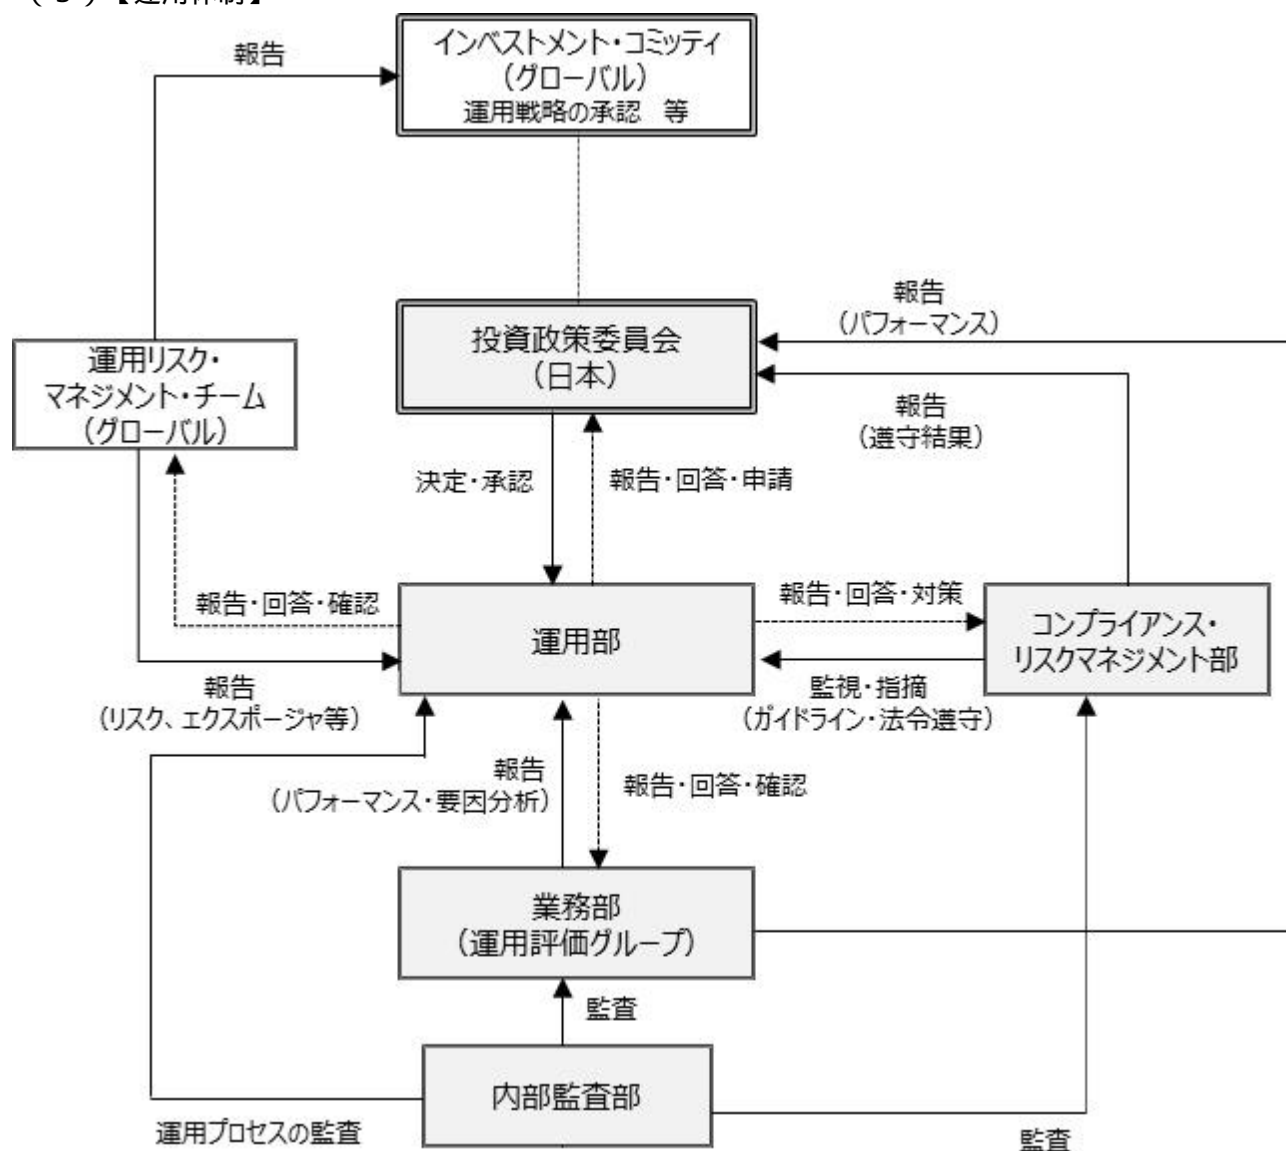 【運用体制】
インベストメント・コミッティ
（グローバル）
運用戦略の承認　等
報告
報告
（パフォーマンス）
投資政策委員会
（日本）
運用リスク・
マネジメント・チーム
（グローバル）
報告
（遵守結果）
決定・承認
報告・回答・申請
報告・回答・確認
運用部
報告・回答・対策
コンプライアンス・
リスクマネジメント部
報告
（リスク、エクスポージャ等）
監視・指摘
（ガイドライン・法令遵守）
報告
（パフォーマンス・要因分析）
報告・回答・確認
業務部
（運用評価グループ）
監査
内部監査部
運用プロセスの監査
監査